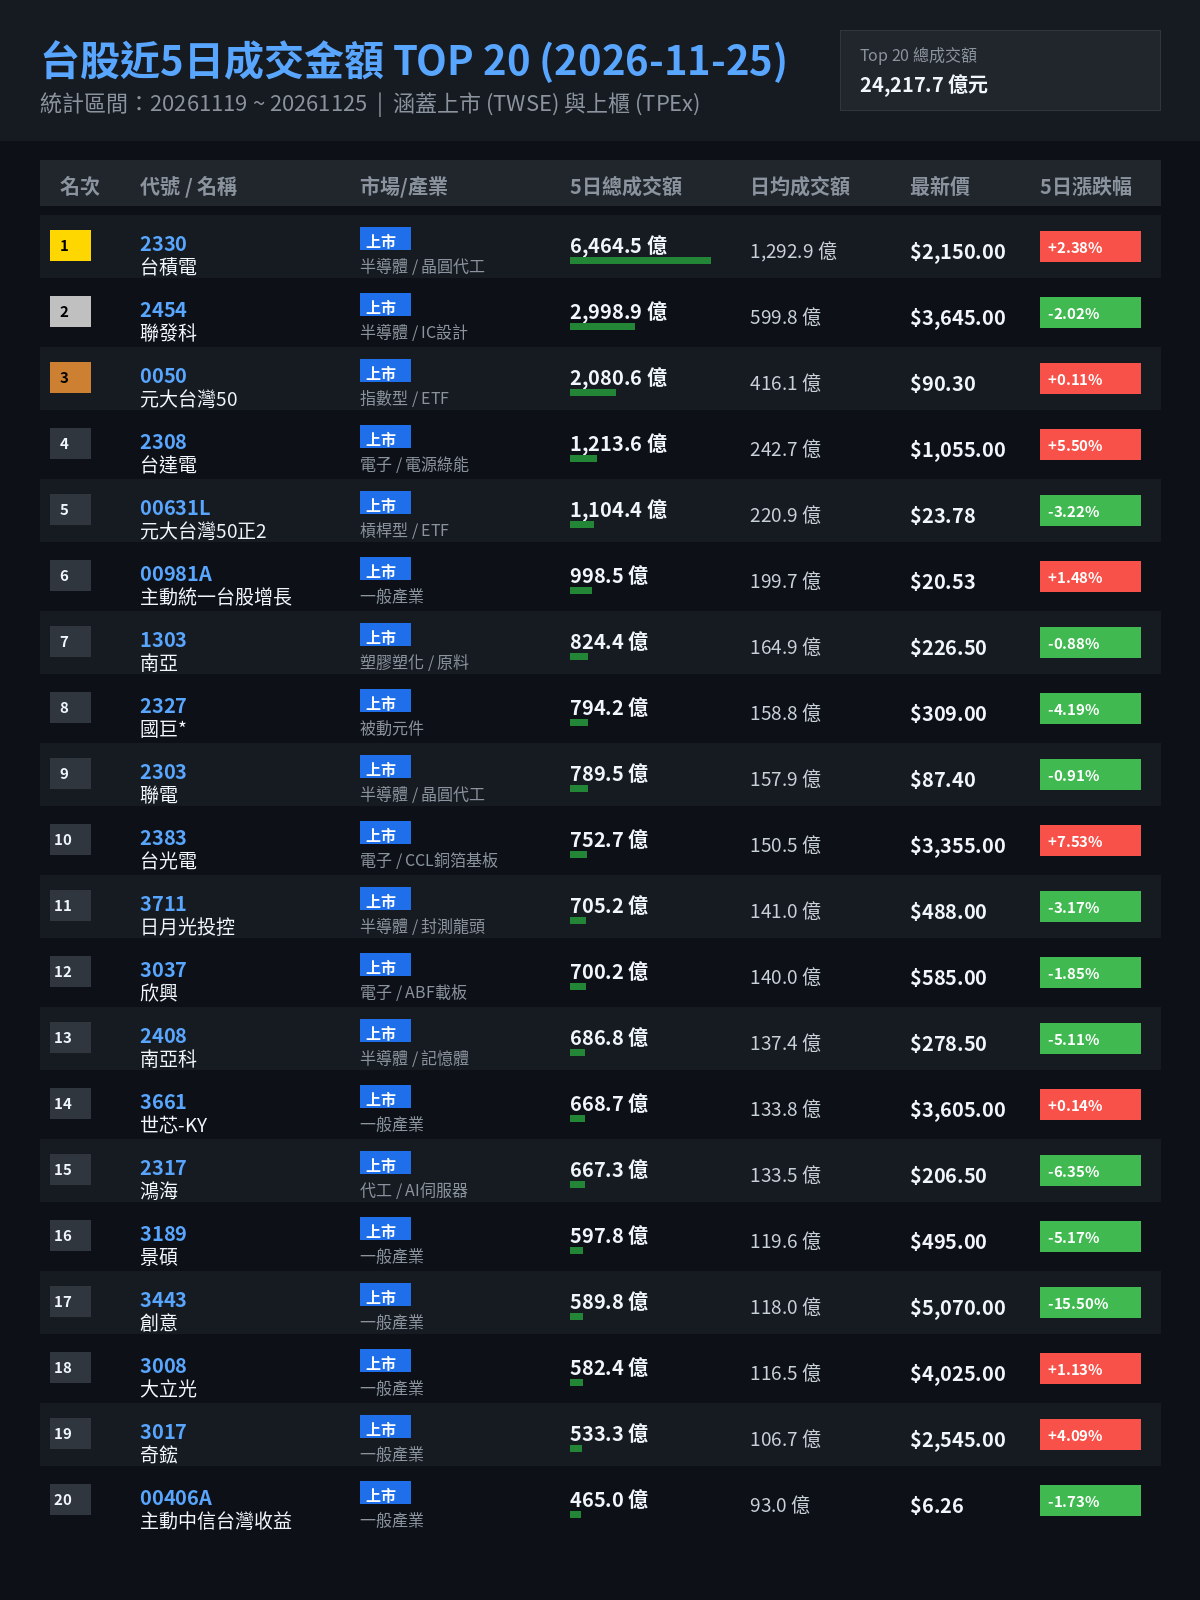 台股近5日成交金額 TOP 20 (2026-11-25)
統計區間：20261119 ~ 20261125 | 涵蓋上市 (TWSE) 與上櫃 (TPEx)
Top 20 總成交額
24,217.7 億元
名次 代號 / 名稱 市場/產業 5日總成交額 日均成交額 最新價 5日漲跌幅
1 2330 上市 6,464.5 億 1,292.9 億 $2,150.00 +2.38%
台積電 半導體 / 晶圓代工
2 2454 上市 2,998.9 億 599.8 億 $3,645.00 -2.02%
聯發科 半導體 / IC設計
3 0050 上市 2,080.6 億 416.1 億 $90.30 +0.11%
元大台灣50 指數型 / ETF
4 2308 上市 1,213.6 億 242.7 億 $1,055.00 +5.50%
台達電 電子 / 電源綠能
5 00631L 上市 1,104.4 億 220.9 億 $23.78 -3.22%
元大台灣50正2 槓桿型 / ETF
6 00981A 上市 998.5 億 199.7 億 $20.53 +1.48%
主動統一台股增長 一般產業
7 1303 上市 824.4 億 164.9 億 $226.50 -0.88%
南亞 塑膠塑化 / 原料
8 2327 上市 794.2 億 158.8 億 $309.00 -4.19%
國巨* 被動元件
9 2303 上市 789.5 億 157.9 億 $87.40 -0.91%
聯電 半導體 / 晶圓代工
10 2383 上市 752.7 億 150.5 億 $3,355.00 +7.53%
台光電 電子 / CCL銅箔基板
11 3711 上市 705.2 億 141.0 億 $488.00 -3.17%
日月光投控 半導體 / 封測龍頭
12 3037 上市 700.2 億 140.0 億 $585.00 -1.85%
欣興 電子 / ABF載板
13 2408 上市 686.8 億 137.4 億 $278.50 -5.11%
南亞科 半導體 / 記憶體
14 3661 上市 668.7 億 133.8 億 $3,605.00 +0.14%
世芯-KY 一般產業
15 2317 上市 667.3 億 133.5 億 $206.50 -6.35%
鴻海 代工 / AI伺服器
16 3189 上市 597.8 億 119.6 億 $495.00 -5.17%
景碩 一般產業
17 3443 上市 589.8 億 118.0 億 $5,070.00 -15.50%
創意 一般產業
18 3008 上市 582.4 億 116.5 億 $4,025.00 +1.13%
大立光 一般產業
19 3017 上市 533.3 億 106.7 億 $2,545.00 +4.09%
奇鋐 一般產業
20 00406A 上市 465.0 億 93.0 億 $6.26 -1.73%
主動中信台灣收益 一般產業